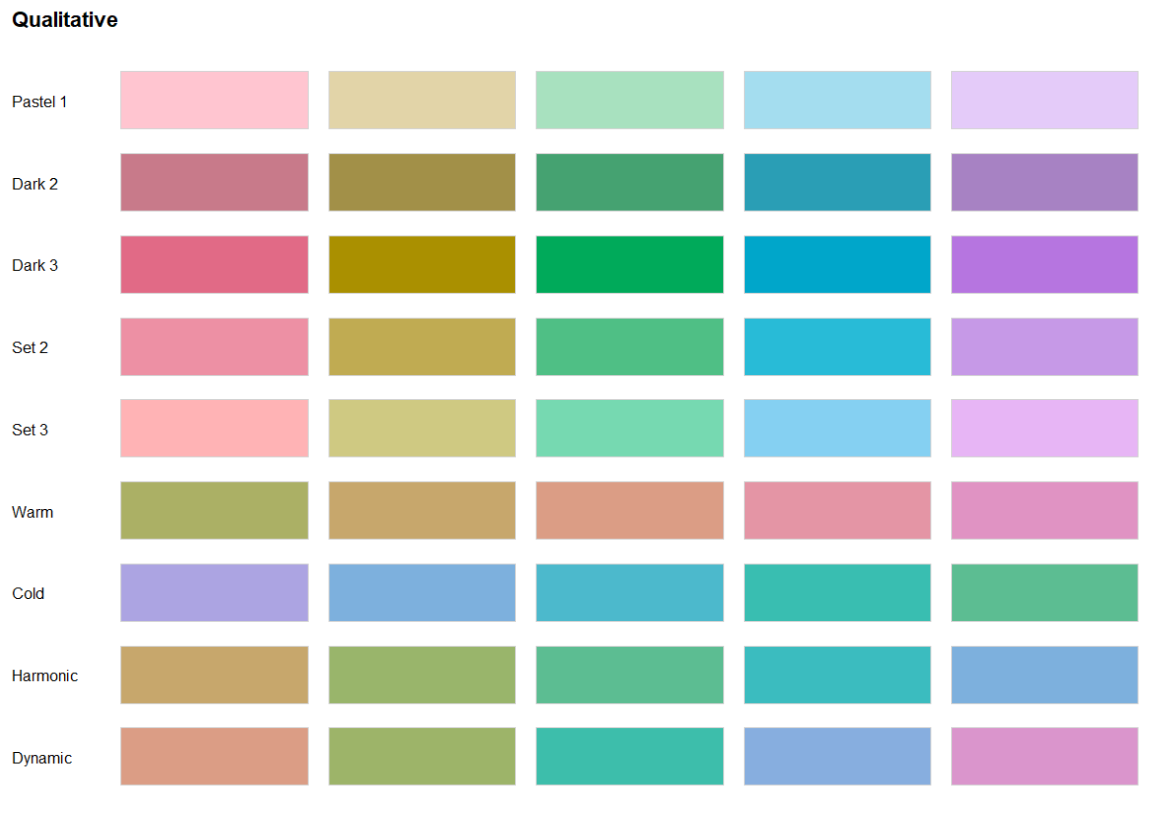 Qualitative
Pastel 1
Dark 2
Dark 3
Set 2
Set 3
Warm
Cold
Harmonic
Dynamic